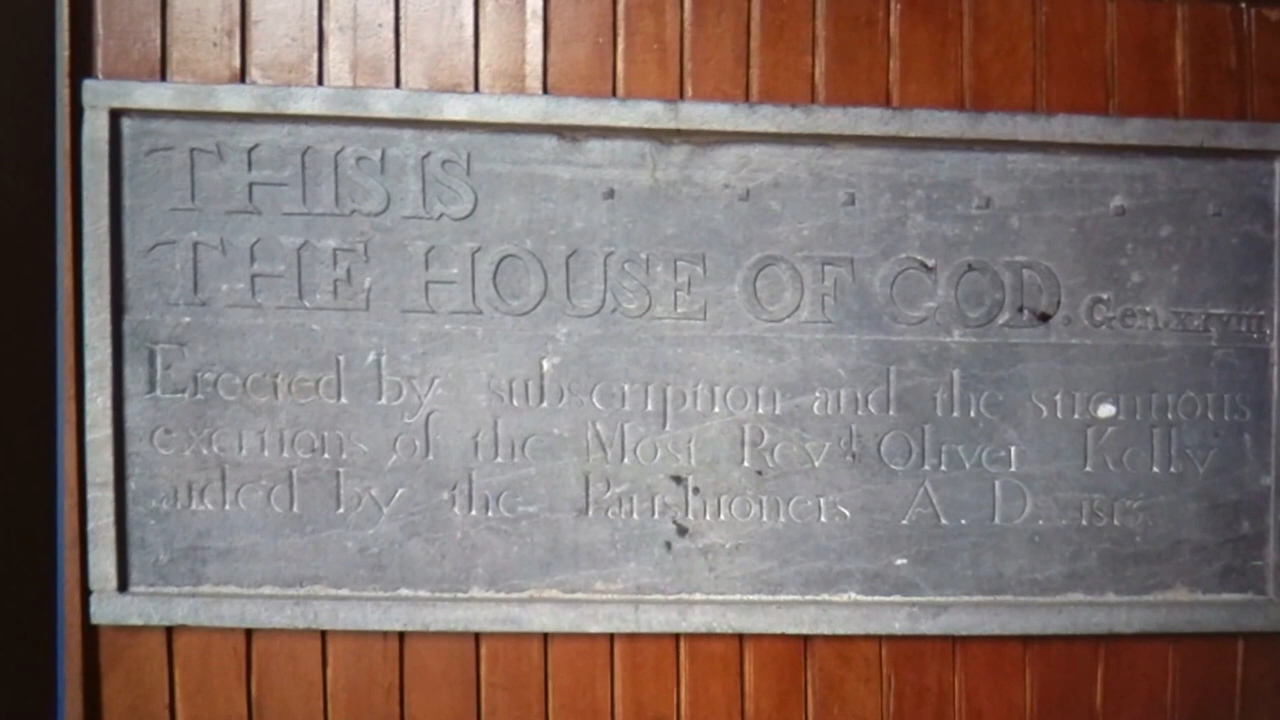 THIS IS . . . . . .
THE HOUSE OF GOD. Gen. xxviii.
Erected by subscription and the strenuous
exertions of the Most Revd. Oliver Kelly
aided by the Parishioners A. D.